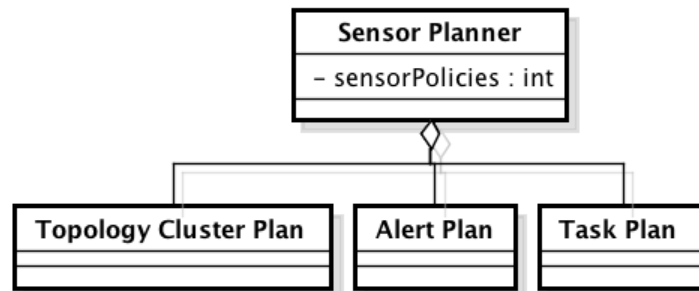 Sensor Planner
– sensorPolicies : int
Topology Cluster Plan
Alert Plan
Task Plan